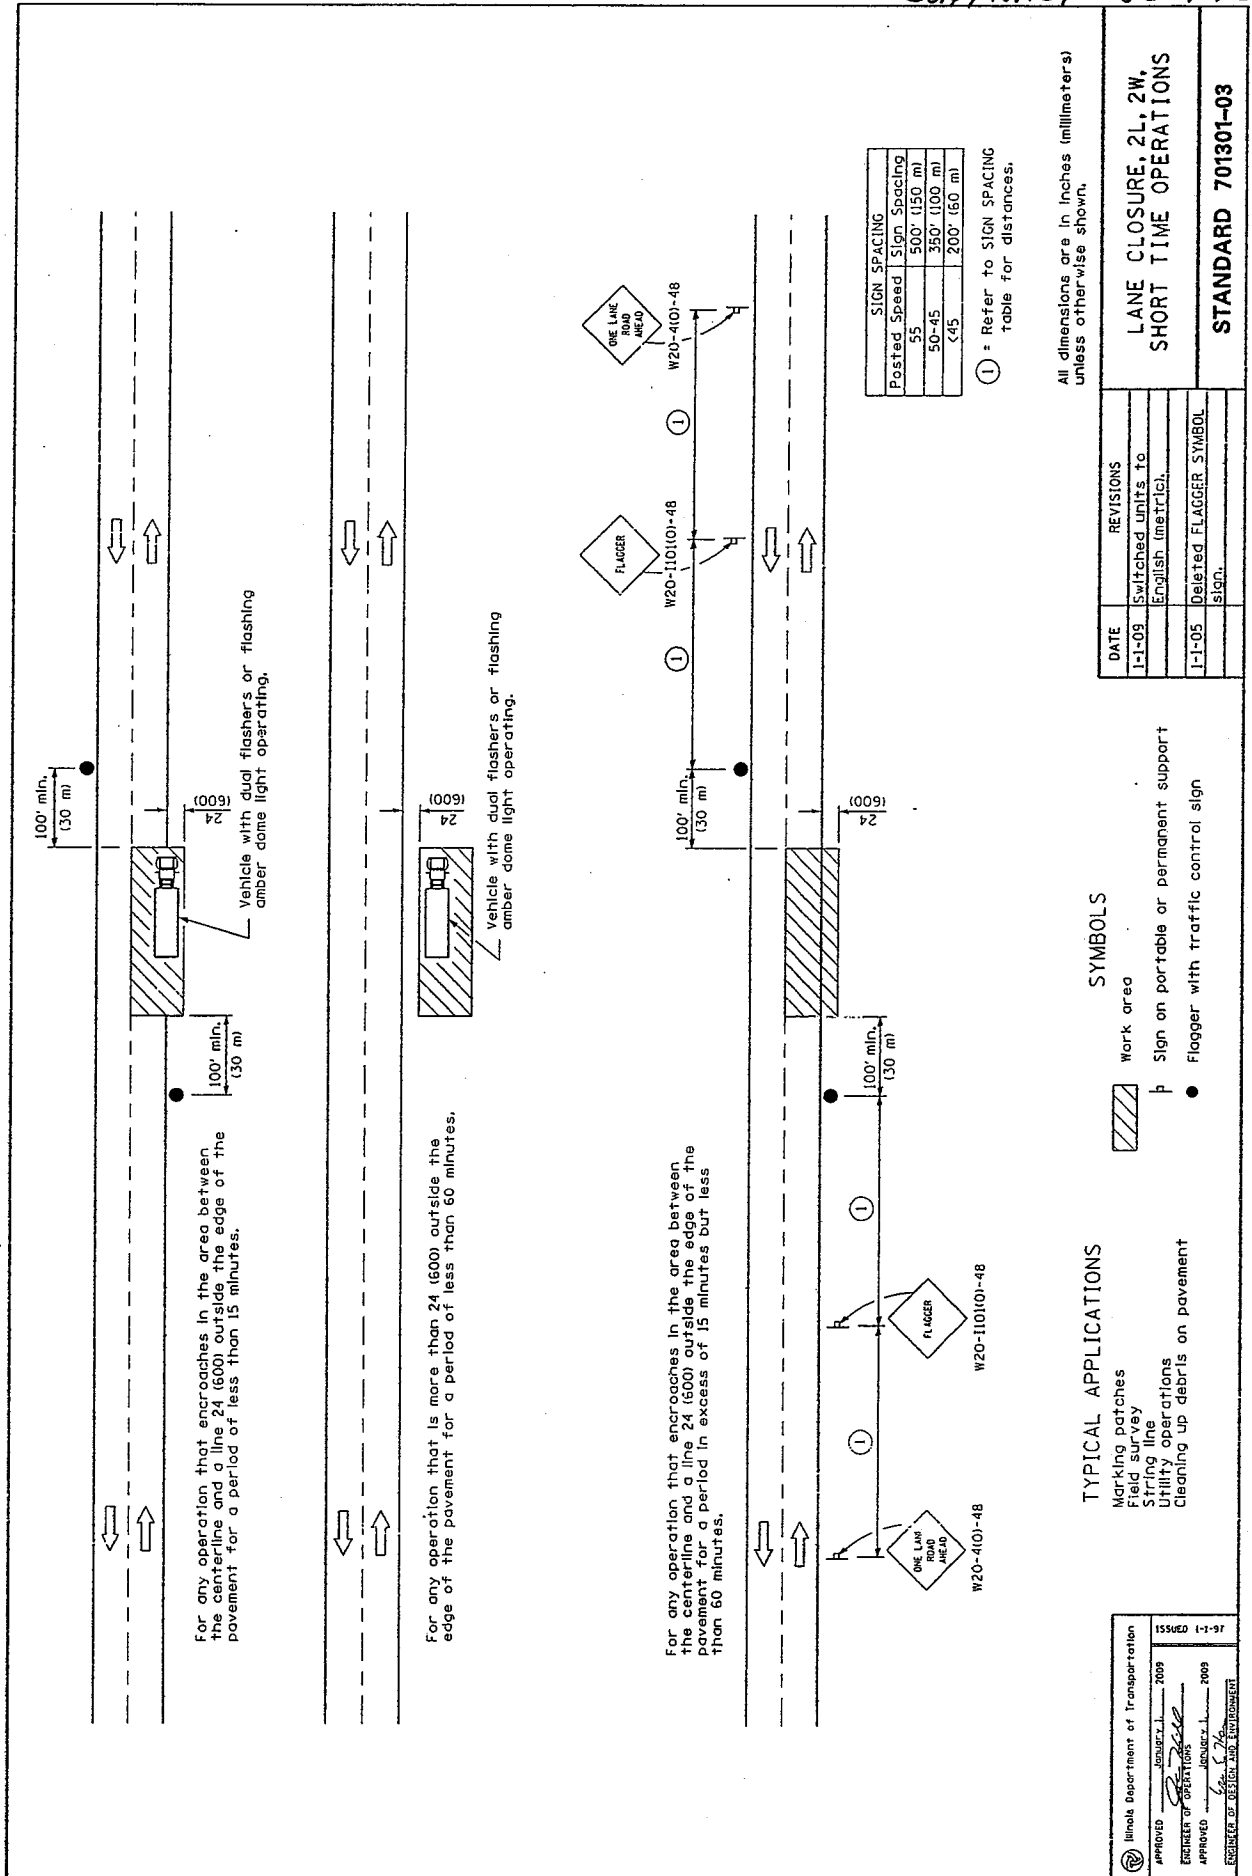 100' min.
(30 m)
24
(600)
Vehicle with dual flashers or flashing
amber dome light operating.
100' min.
(30 m)
For any operation that encroaches in the area between
the centerline and a line 24 (600) outside the edge of the
pavement for a period of less than 15 minutes.
24
(600)
Vehicle with dual flashers or flashing
amber dome light operating.
For any operation that is more than 24 (600) outside the
edge of the pavement for a period of less than 60 minutes.
ONE LANE
ROAD
AHEAD
W20-4(O)-48
FLAGGER
W20-I101(O)-48
1
1
100' min.
(30 m)
24
(600)
100' min.
(30 m)
For any operation that encroaches in the area between
the centerline and a line 24 (600) outside the edge of the
pavement for a period in excess of 15 minutes but less
than 60 minutes.
1
1
FLAGGER
W20-I101(O)-48
ONE LANE
ROAD
AHEAD
W20-4(O)-48
SIGN SPACING
Posted Speed Sign Spacing
55 500' (150 m)
50-45 350' (100 m)
<45 200' (60 m)
1 = Refer to SIGN SPACING
table for distances.
TYPICAL APPLICATIONS
Marking patches
Field survey
String line
Utility operations
Cleaning up debris on pavement
SYMBOLS
Work area
Sign on portable or permanent support
Flagger with traffic control sign
All dimensions are in inches (millimeters)
unless otherwise shown.
Illinois Department of Transportation
APPROVED January 1, 2009
ENGINEER OF OPERATIONS
APPROVED January 1, 2009
ENGINEER OF DESIGN AND ENVIRONMENT
ISSUED 1-1-97
DATE REVISIONS
1-1-09 Switched units to
English (metric).
1-1-05 Deleted FLAGGER SYMBOL
sign.
LANE CLOSURE, 2L, 2W,
SHORT TIME OPERATIONS
STANDARD 701301-03